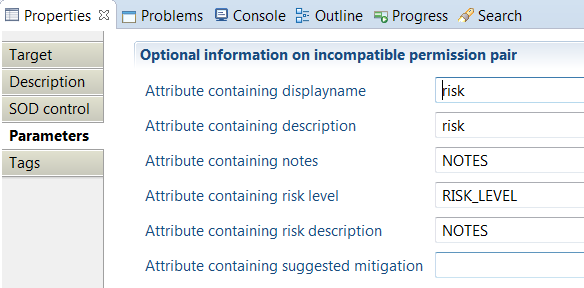 Properties Problems Console Outline Progress Search
Target
Description
SOD control
Parameters
Tags
Optional information on incompatible permission pair
Attribute containing displayname risk
Attribute containing description risk
Attribute containing notes NOTES
Attribute containing risk level RISK_LEVEL
Attribute containing risk description NOTES
Attribute containing suggested mitigation